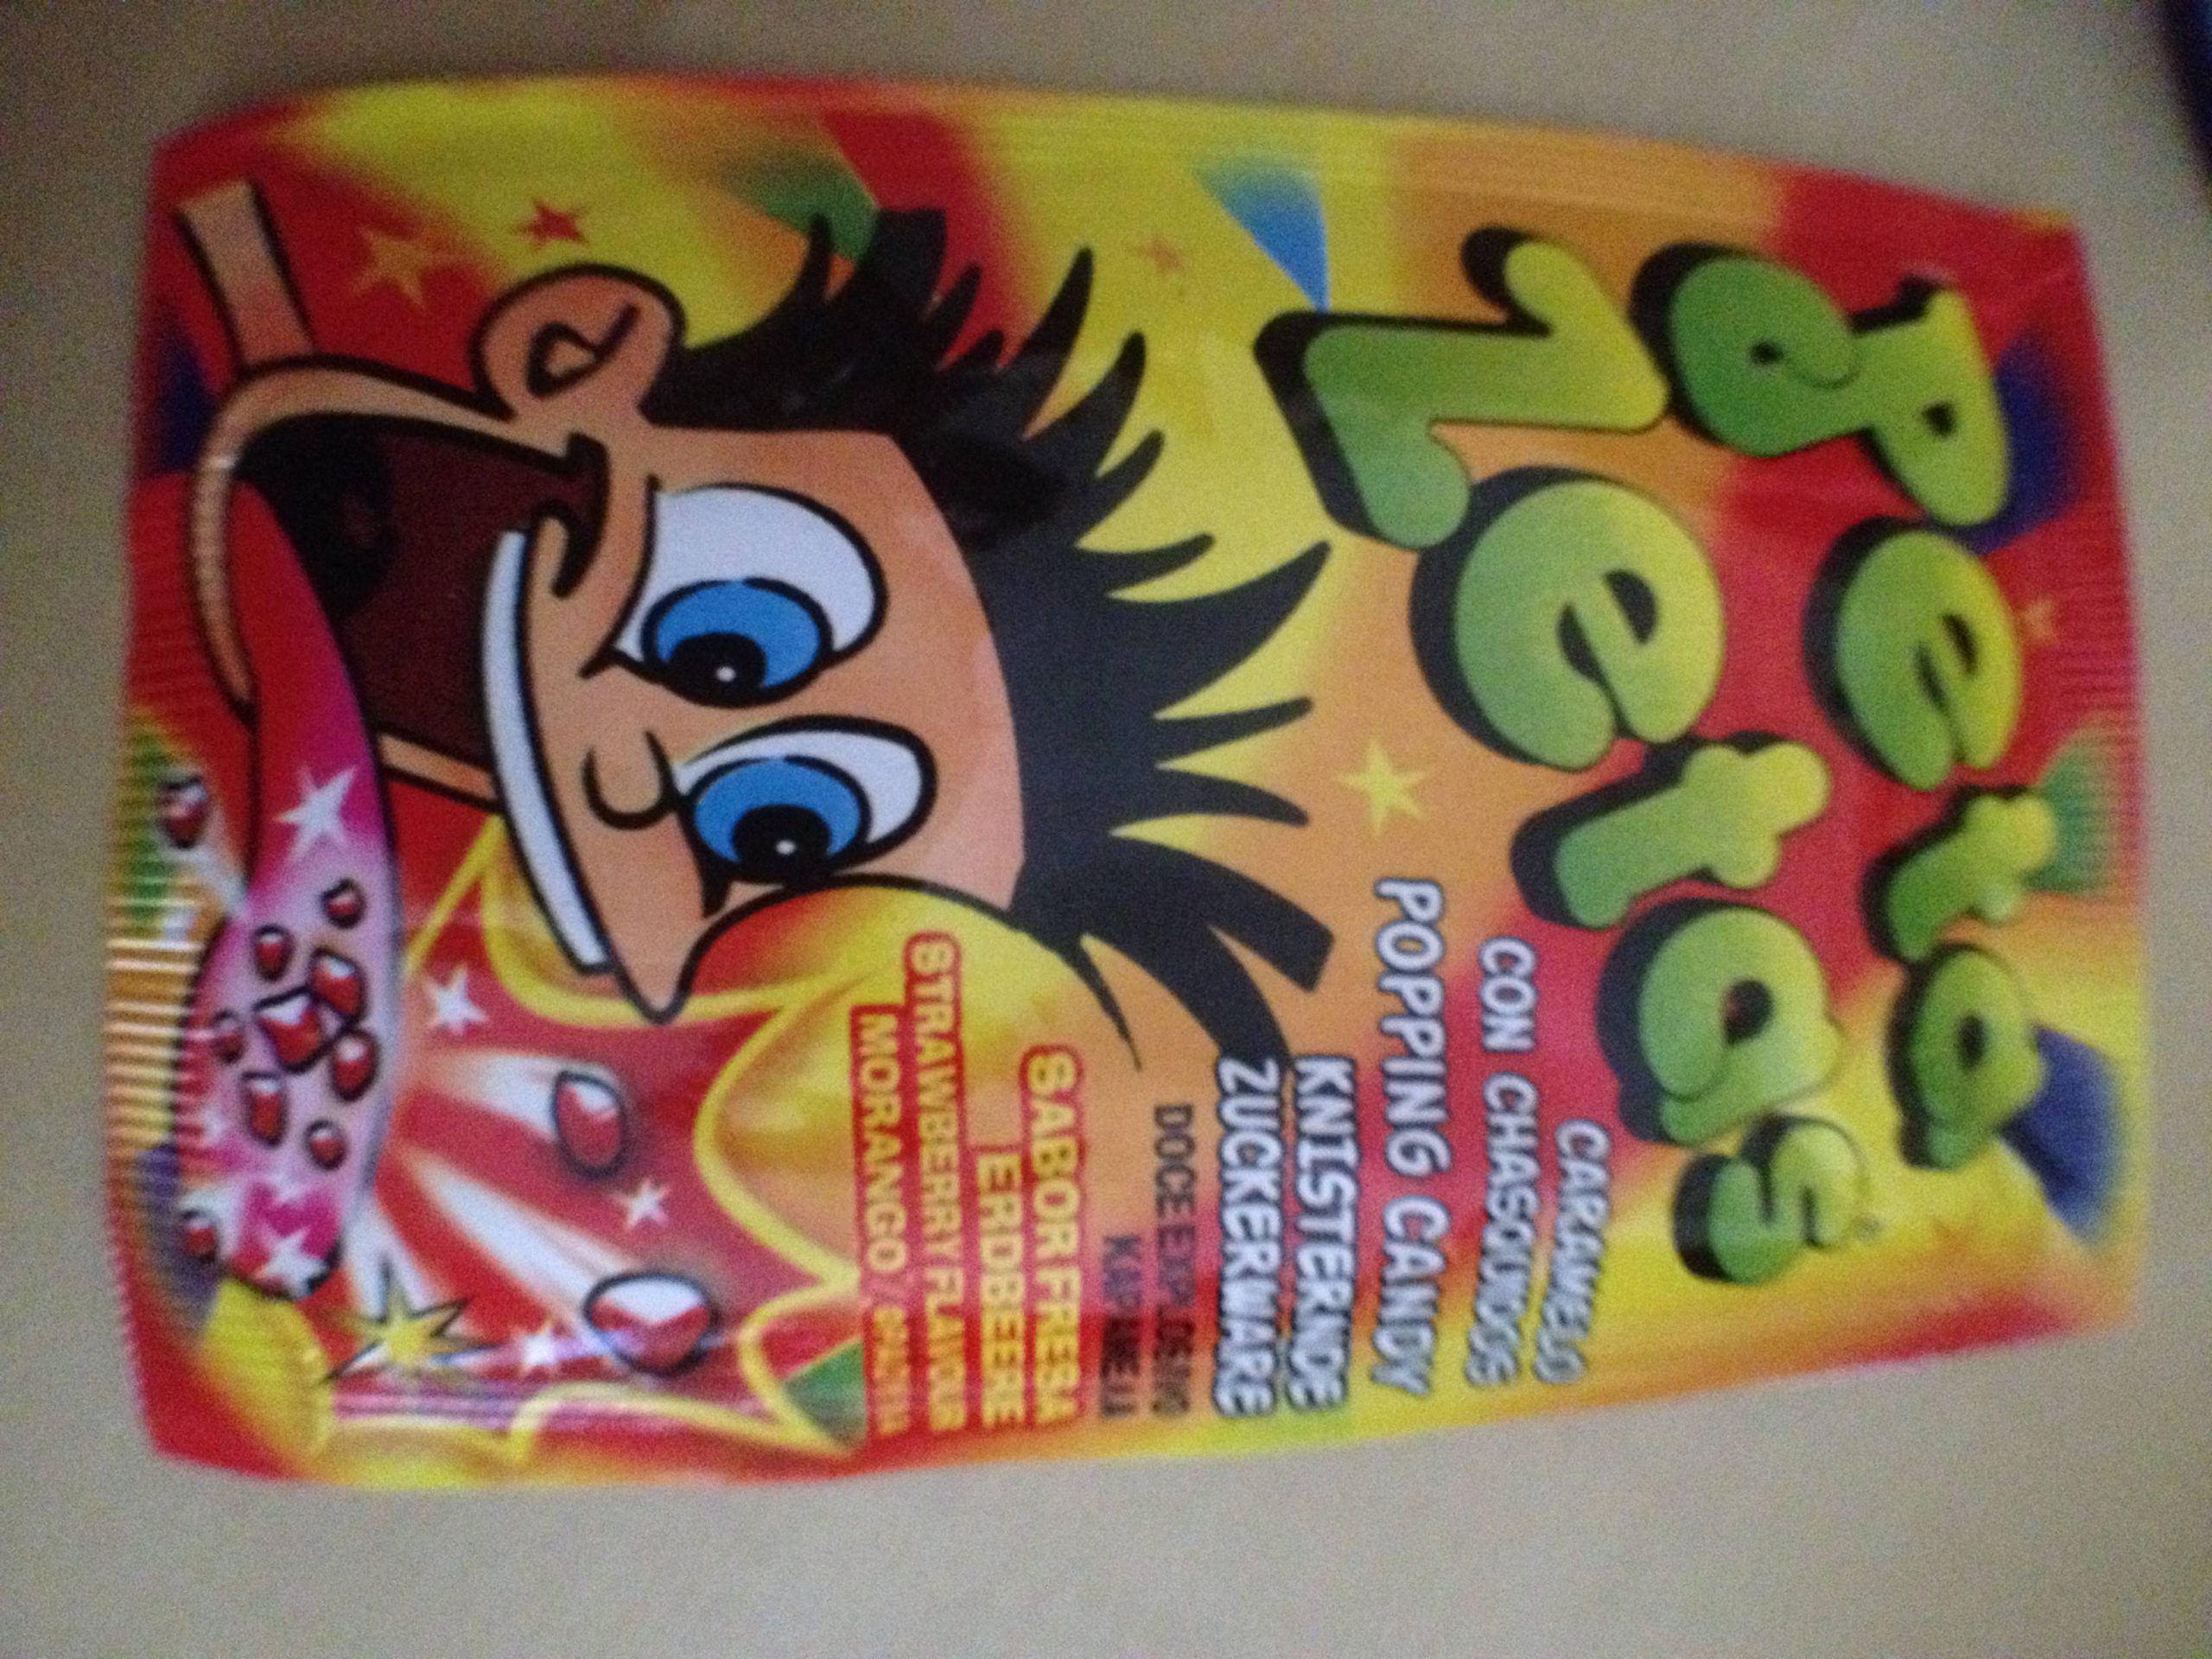 Peta
Zetas
CARAMELO
CON CHASQUIDOS
POPPING CANDY
KNISTERNDE
ZUCKERWARE
DOCE EXPLOSIVO
SABOR FRESA
ERDBEERE
STRAWBERRY FLAVOUR
MORANGO /